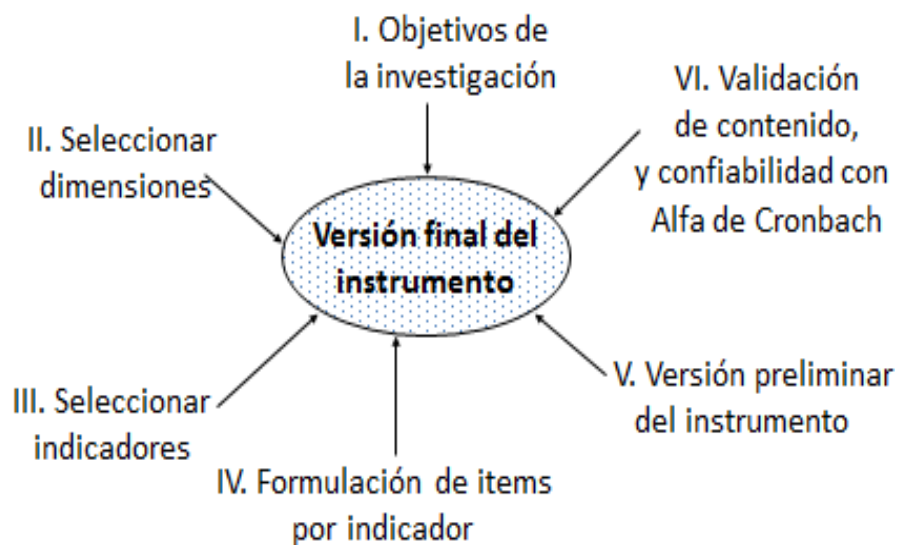 I. Objetivos de
la investigación
II. Seleccionar
dimensiones
III. Seleccionar
indicadores
IV. Formulación de items
por indicador
V. Versión preliminar
del instrumento
VI. Validación
de contenido,
y confiabilidad con
Alfa de Cronbach
Versión final del
instrumento